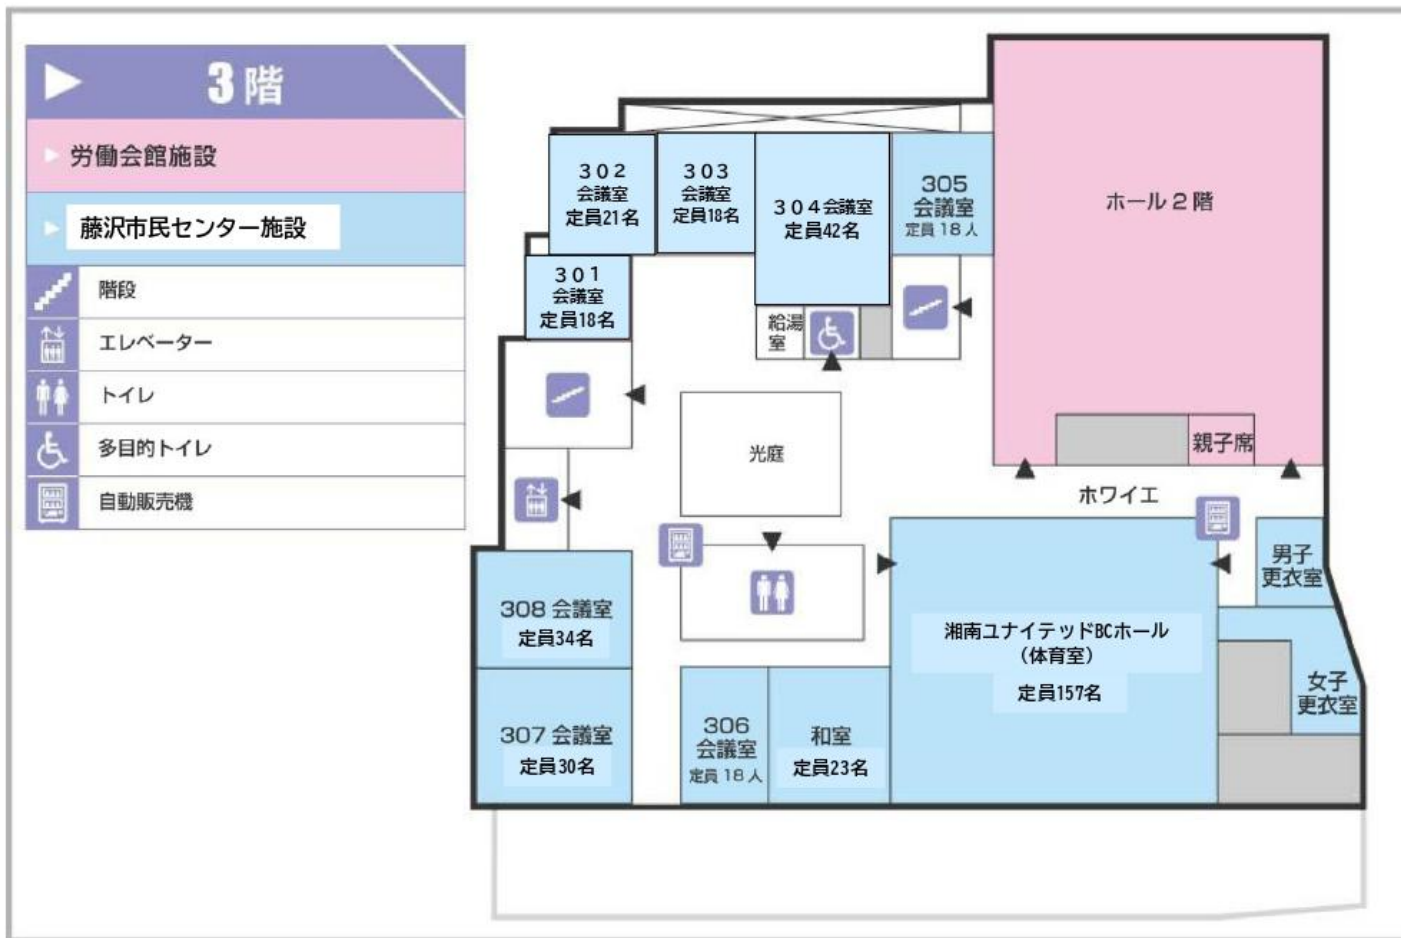 3階
労働会館施設
藤沢市民センター施設
階段
エレベーター
トイレ
多目的トイレ
自動販売機
302
会議室
定員21名
303
会議室
定員18名
304会議室
定員42名
305
会議室
定員18人
ホール2階
301
会議室
定員18名
給湯
室
光庭
親子席
ホワイエ
男子
更衣室
308 会議室
定員34名
湘南ユナイテッドBCホール
(体育室)
定員157名
女子
更衣室
307 会議室
定員30名
306
会議室
定員18人
和室
定員23名